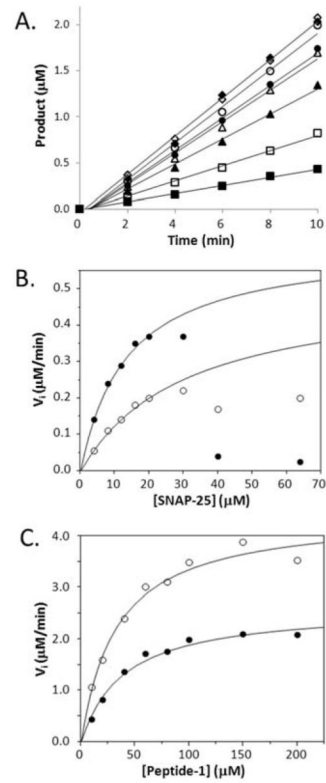 A.
Product (μM)
2.0
1.5
1.0
0.5
0.0
0 2 4 6 8 10
Time (min)
B.
Vᵢ(μM/min)
0.5
0.4
0.3
0.2
0.1
0.0
0 10 20 30 40 50 60 70
[SNAP-25] (μM)
C.
Vᵢ(μM/min)
4.0
3.0
2.0
1.0
0.0
0 50 100 150 200
[Peptide-1] (μM)